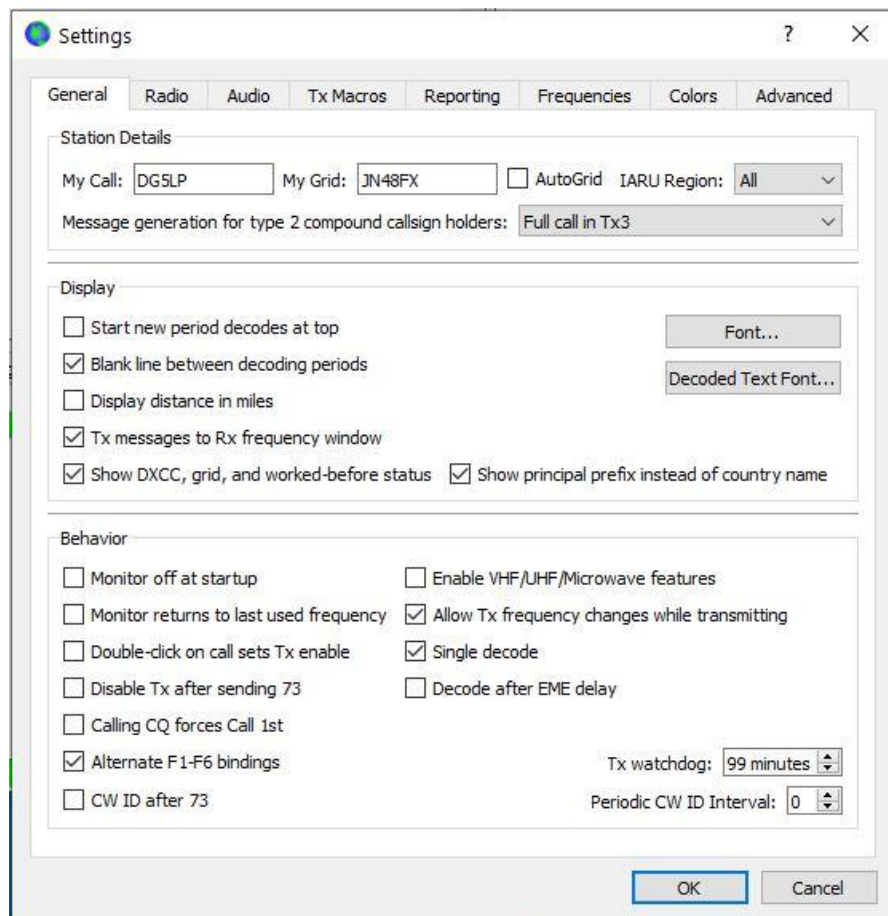 Settings ?
General Radio Audio Tx Macros Reporting Frequencies Colors Advanced
Station Details
My Call: DG5LP My Grid: JN48FX AutoGrid IARU Region: All
Message generation for type 2 compound callsign holders: Full call in Tx3
Display
Start new period decodes at top Font...
Blank line between decoding periods Decoded Text Font...
Display distance in miles
Tx messages to Rx frequency window
Show DXCC, grid, and worked-before status Show principal prefix instead of country name
Behavior
Monitor off at startup Enable VHF/UHF/Microwave features
Monitor returns to last used frequency Allow Tx frequency changes while transmitting
Double-click on call sets Tx enable Single decode
Disable Tx after sending 73 Decode after EME delay
Calling CQ forces Call 1st
Alternate F1-F6 bindings Tx watchdog: 99 minutes
CW ID after 73 Periodic CW ID Interval: 0
OK Cancel